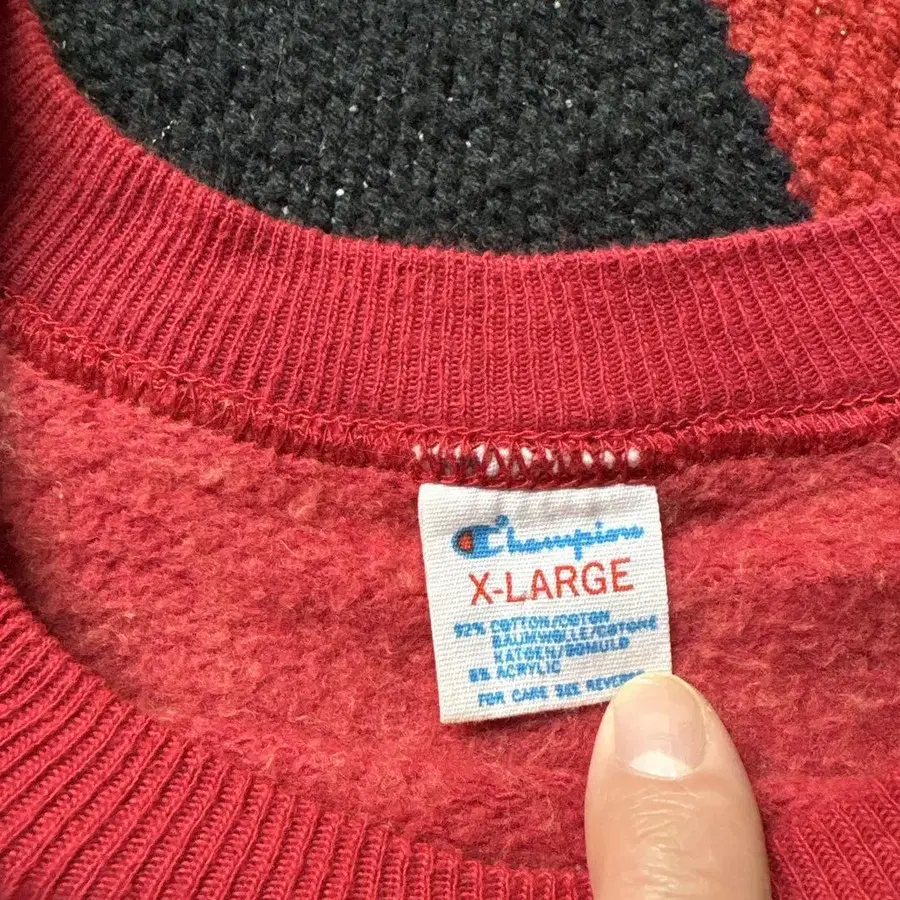 Champion
X-LARGE
92% COTTON/COTON
BAUMWOLLE/COTONE
KATOEN/BOMULD
8% ACRYLIC
FOR CARE SEE REVERSE